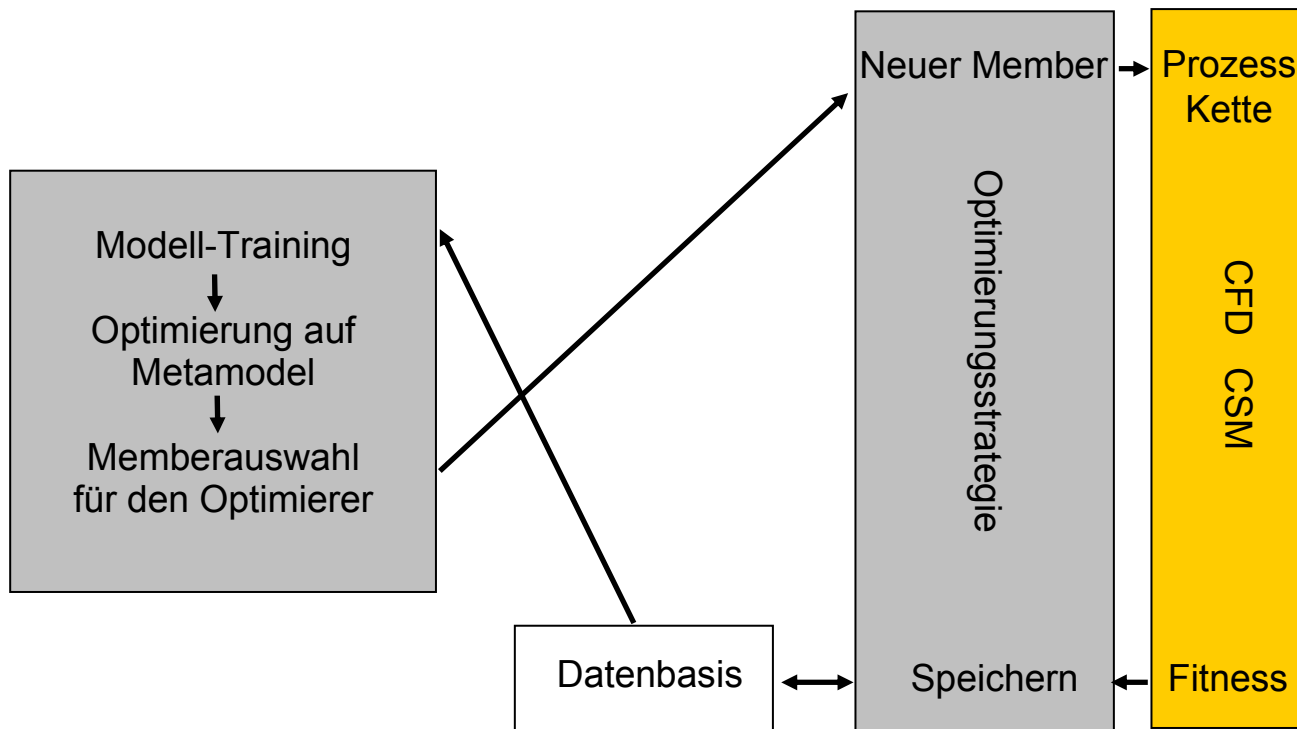 Modell-Training
Optimierung auf
Metamodel
Memberauswahl
für den Optimierer
Datenbasis
Neuer Member
Optimierungsstrategie
Speichern
Prozess
Kette
CFD CSM
Fitness